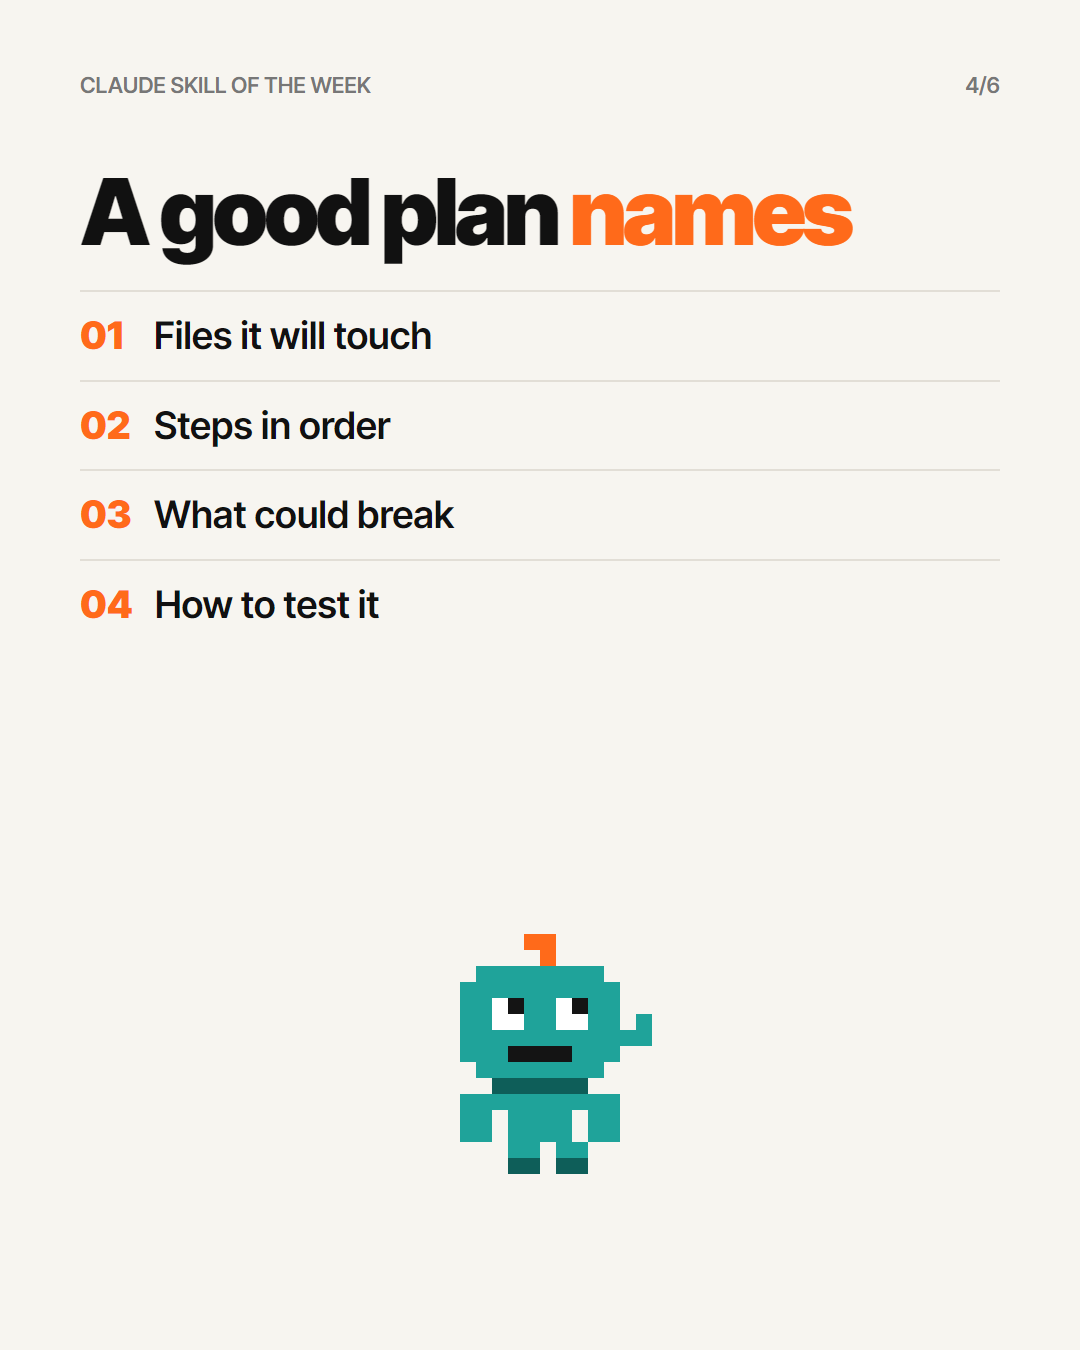 CLAUDE SKILL OF THE WEEK
4/6
A good plan names
01 Files it will touch
02 Steps in order
03 What could break
04 How to test it